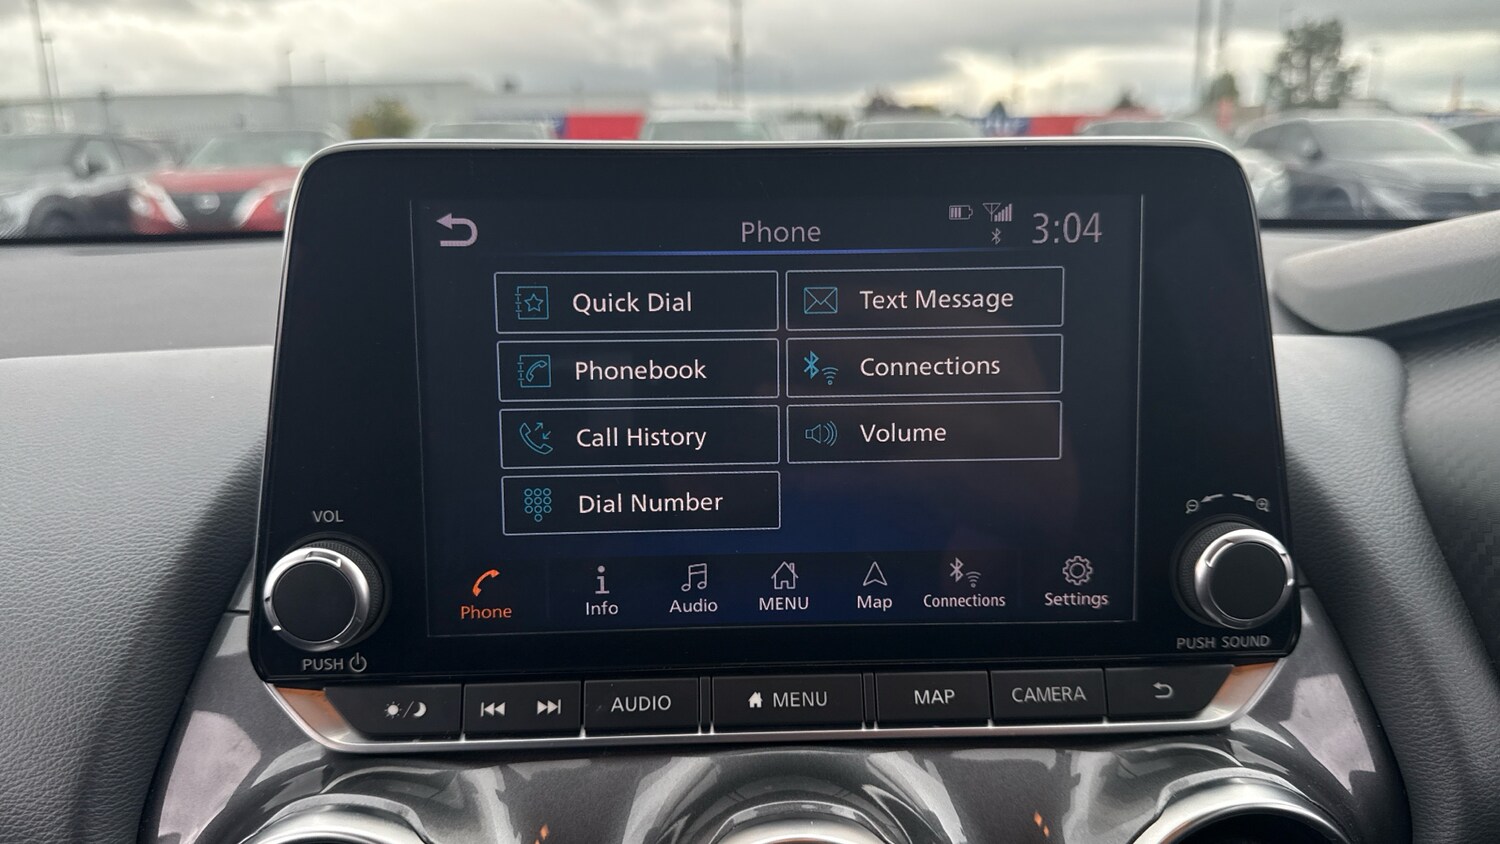 Phone
3:04
Quick Dial
Text Message
Phonebook
Connections
Call History
Volume
Dial Number
Phone
Info
Audio
MENU
Map
Connections
Settings
VOL
PUSH
PUSH SOUND
AUDIO
MENU
MAP
CAMERA